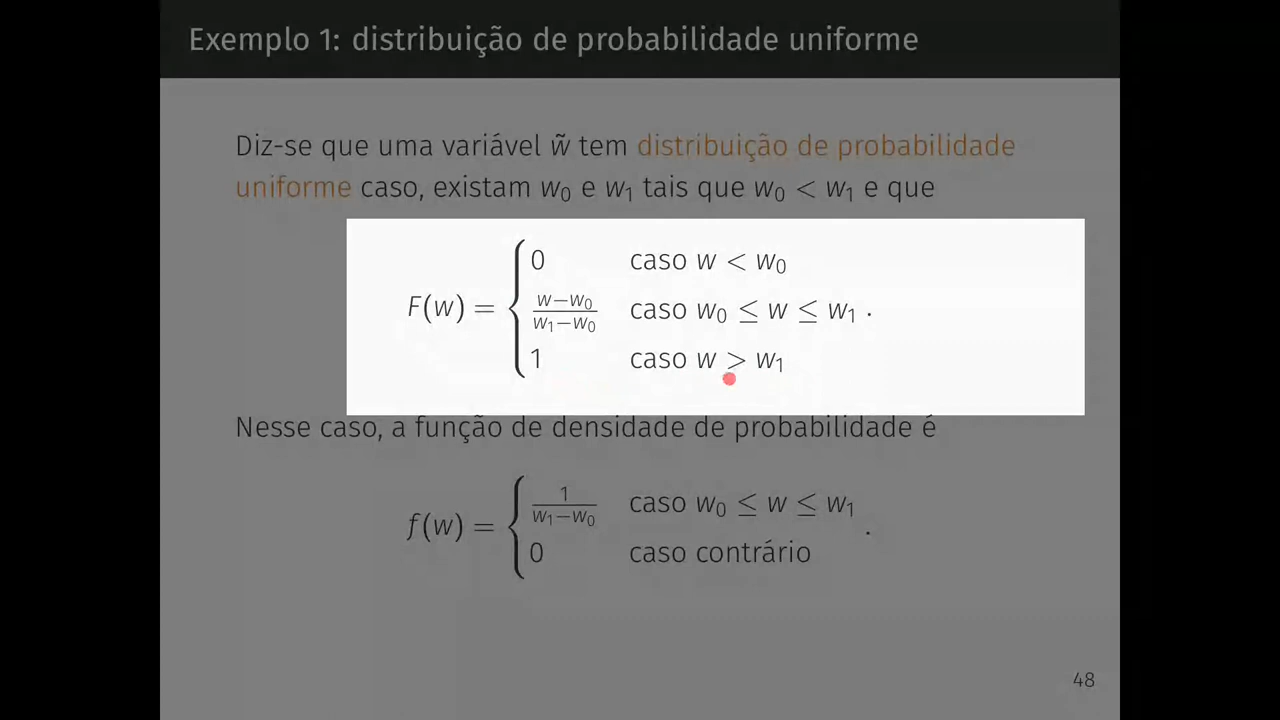 Exemplo 1: distribuição de probabilidade uniforme
Diz-se que uma variável w̃ tem distribuição de probabilidade
uniforme caso, existam w₀ e w₁ tais que w₀ < w₁ e que
F(w) = { 0 caso w < w₀
w−w₀ / w₁−w₀ caso w₀ ≤ w ≤ w₁ .
1 caso w > w₁
Nesse caso, a função de densidade de probabilidade é
f(w) = { 1 / w₁−w₀ caso w₀ ≤ w ≤ w₁
0 caso contrário .
48